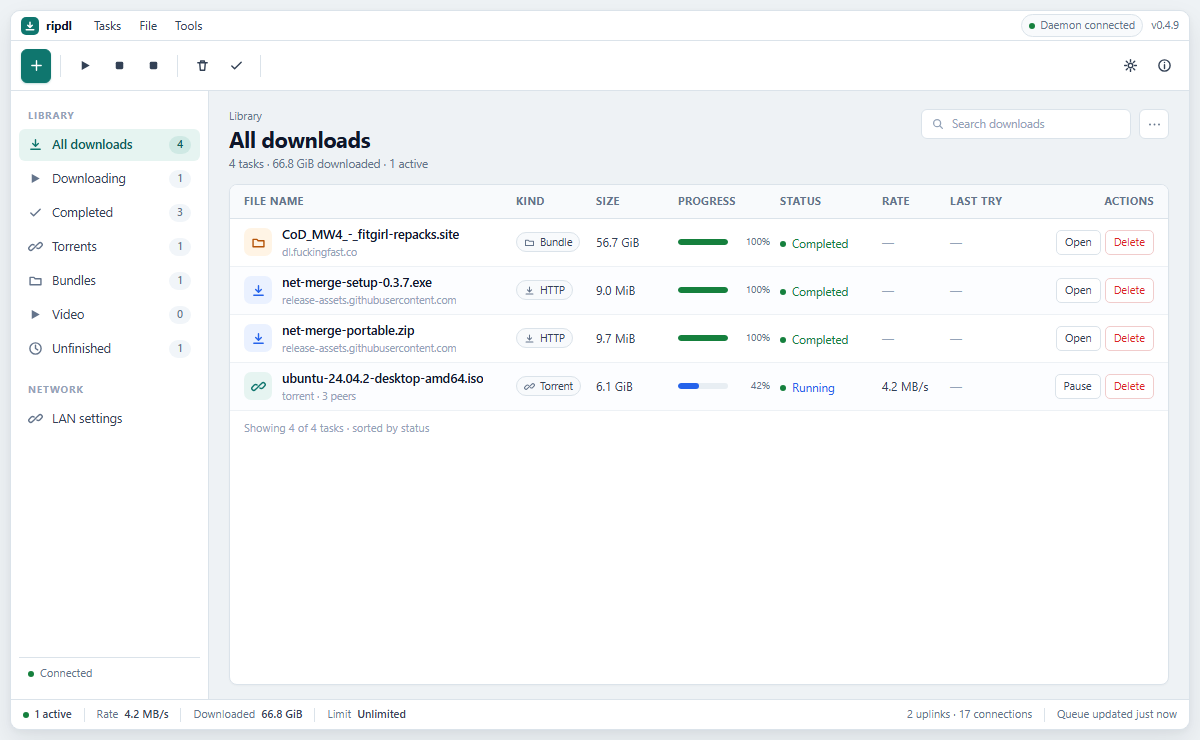 ripdl Tasks File Tools Daemon connected v0.4.9
LIBRARY
All downloads 4
Downloading 1
Completed 3
Torrents 1
Bundles 1
Video 0
Unfinished 1
NETWORK
LAN settings
Connected
Library
All downloads
4 tasks · 66.8 GiB downloaded · 1 active
Search downloads
FILE NAME KIND SIZE PROGRESS STATUS RATE LAST TRY ACTIONS
CoD_MW4_-_fitgirl-repacks.site Bundle 56.7 GiB 100% Completed — — Open Delete
dl.fuckingfast.co
net-merge-setup-0.3.7.exe HTTP 9.0 MiB 100% Completed — — Open Delete
release-assets.githubusercontent.com
net-merge-portable.zip HTTP 9.7 MiB 100% Completed — — Open Delete
release-assets.githubusercontent.com
ubuntu-24.04.2-desktop-amd64.iso Torrent 6.1 GiB 42% Running 4.2 MB/s — Pause Delete
torrent · 3 peers
Showing 4 of 4 tasks · sorted by status
1 active Rate 4.2 MB/s Downloaded 66.8 GiB Limit Unlimited 2 uplinks · 17 connections Queue updated just now